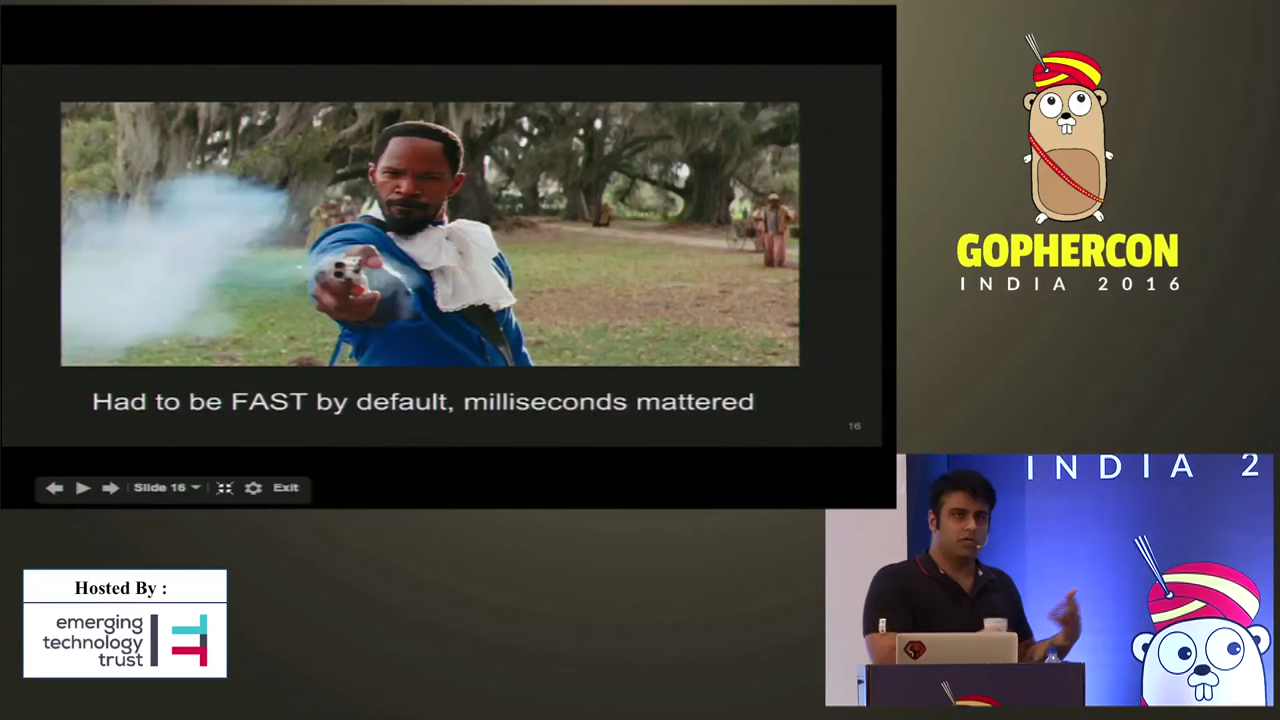 Had to be FAST by default, milliseconds mattered
16
Slide 16
Exit
GOPHERCON
INDIA 2016
INDIA 2
Hosted By :
emerging
technology
trust